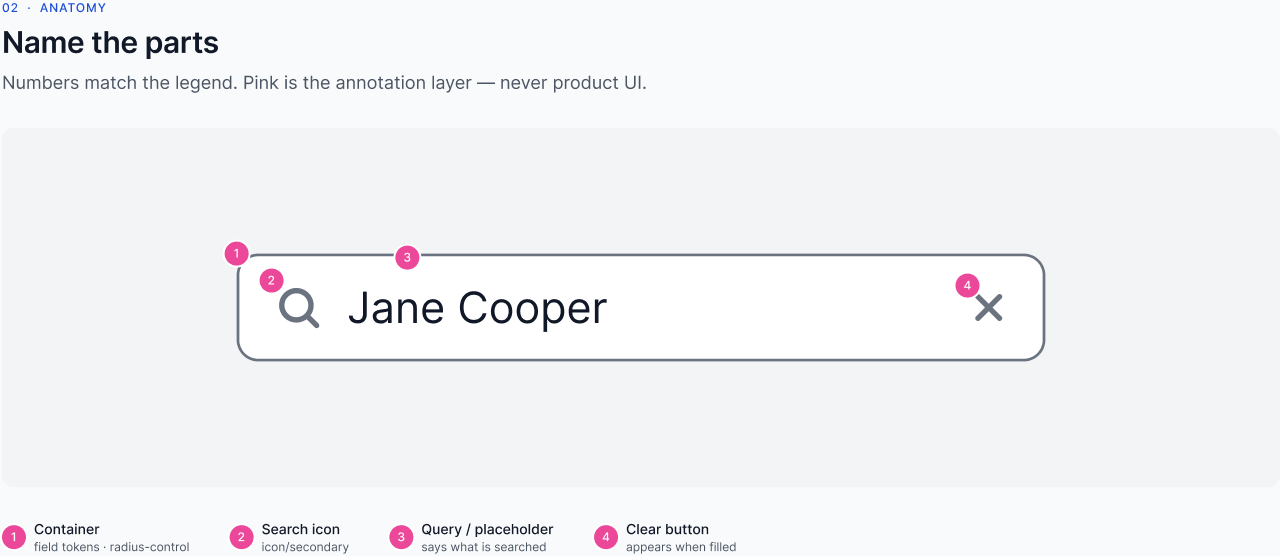 02 · ANATOMY
Name the parts
Numbers match the legend. Pink is the annotation layer — never product UI.
1
3
2
4
Jane Cooper
1 Container
field tokens · radius-control
2 Search icon
icon/secondary
3 Query / placeholder
says what is searched
4 Clear button
appears when filled